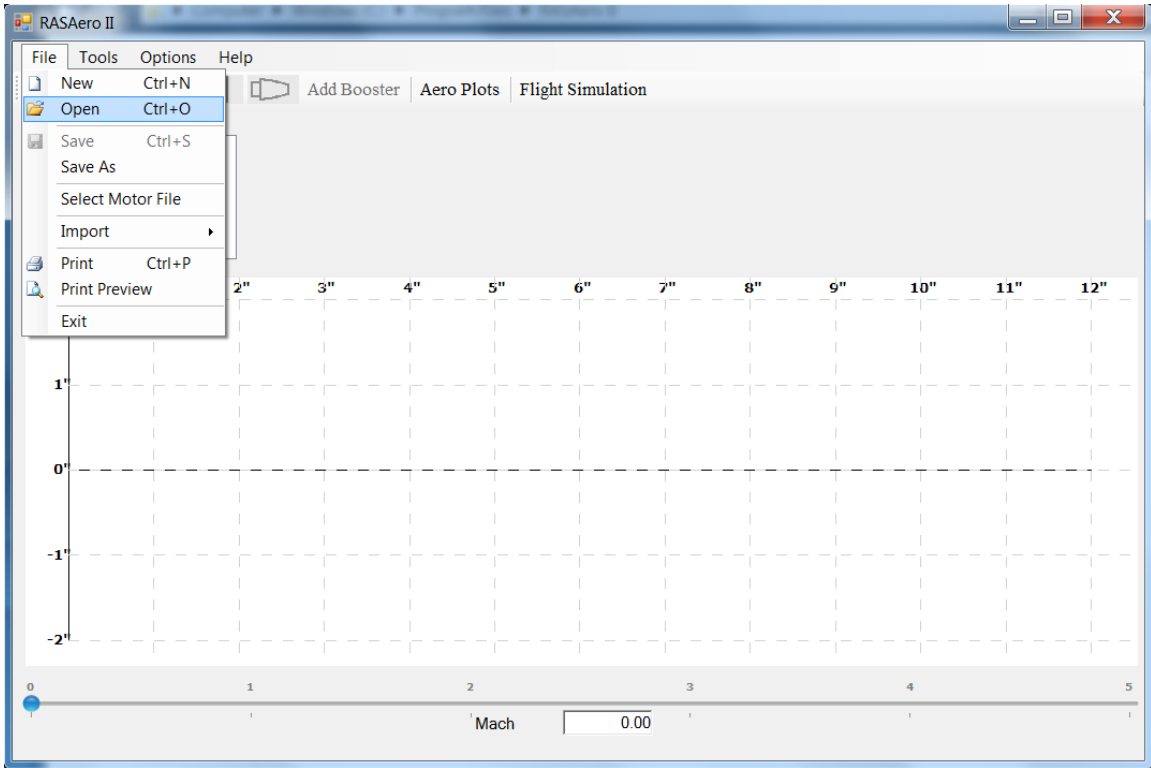 RASAero II
File Tools Options Help
New Ctrl+N
Add Booster Aero Plots Flight Simulation
Open Ctrl+O
Save Ctrl+S
Save As
Select Motor File
Import
Print Ctrl+P
Print Preview
Exit
2" 3" 4" 5" 6" 7" 8" 9" 10" 11" 12"
1"
0"
-1"
-2"
0 1 2 3 4 5
Mach 0.00